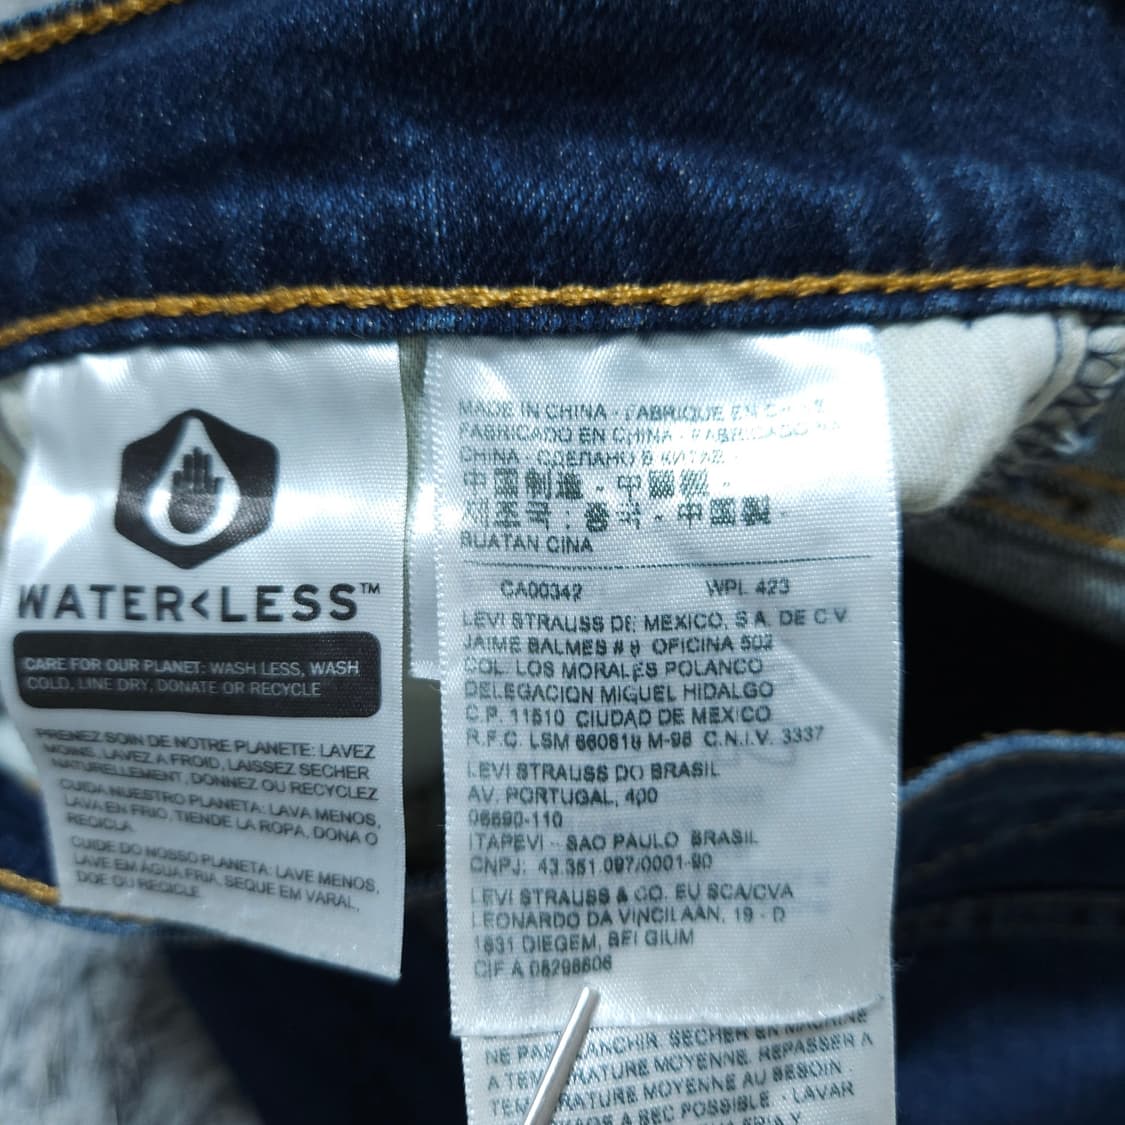 WATER<LESS™
CARE FOR OUR PLANET: WASH LESS, WASH
COLD, LINE DRY, DONATE OR RECYCLE
PRENEZ SOIN DE NOTRE PLANETE: LAVEZ
MOINS, LAVEZ A FROID, LAISSEZ SECHER
NATURELLEMENT, DONNEZ OU RECYCLEZ
CUIDA NUESTRO PLANETA: LAVA MENOS,
LAVA EN FRIO, TIENDE LA ROPA, DONA O
RECICLA
CUIDE DO NOSSO PLANETA: LAVE MENOS,
LAVE EM ÁGUA FRIA, SEQUE EM VARAL,
DOE OU RECICLE
MADE IN CHINA · FABRIQUE EN
FABRICADO EN CHINA · FABRICADO NA
CHINA · СДЕЛАНО В КИТАЕ ·
中国制造 · 中國製 ·
제조국 : 중국 · 中国製 ·
BUATAN CINA
CA00342 WPL 423
LEVI STRAUSS DE MEXICO, S.A. DE C V
JAIME BALMES # 8 OFICINA 502
COL. LOS MORALES POLANCO
DELEGACION MIGUEL HIDALGO
C.P. 11510 CIUDAD DE MEXICO
R.F.C. LSM C.N.I.V. 3337
LEVI STRAUSS DO BRASIL
AV. PORTUGAL, 400
06690-110
ITAPEVI - SAO PAULO BRASIL
CNPJ: 43.351.097/0001-90
LEVI STRAUSS & CO. EU SCA/CVA
LEONARDO DA VINCILAAN, 19 - D
1831 DIEGEM, BELGIUM
CIF A
NE PAS BLANCHIR. SECHER EN MACHINE
A TEMPERATURE MOYENNE. REPASSER A
TEMPERATURE MOYENNE AU BESOIN ·
A SEC POSSIBLE · LAVAR